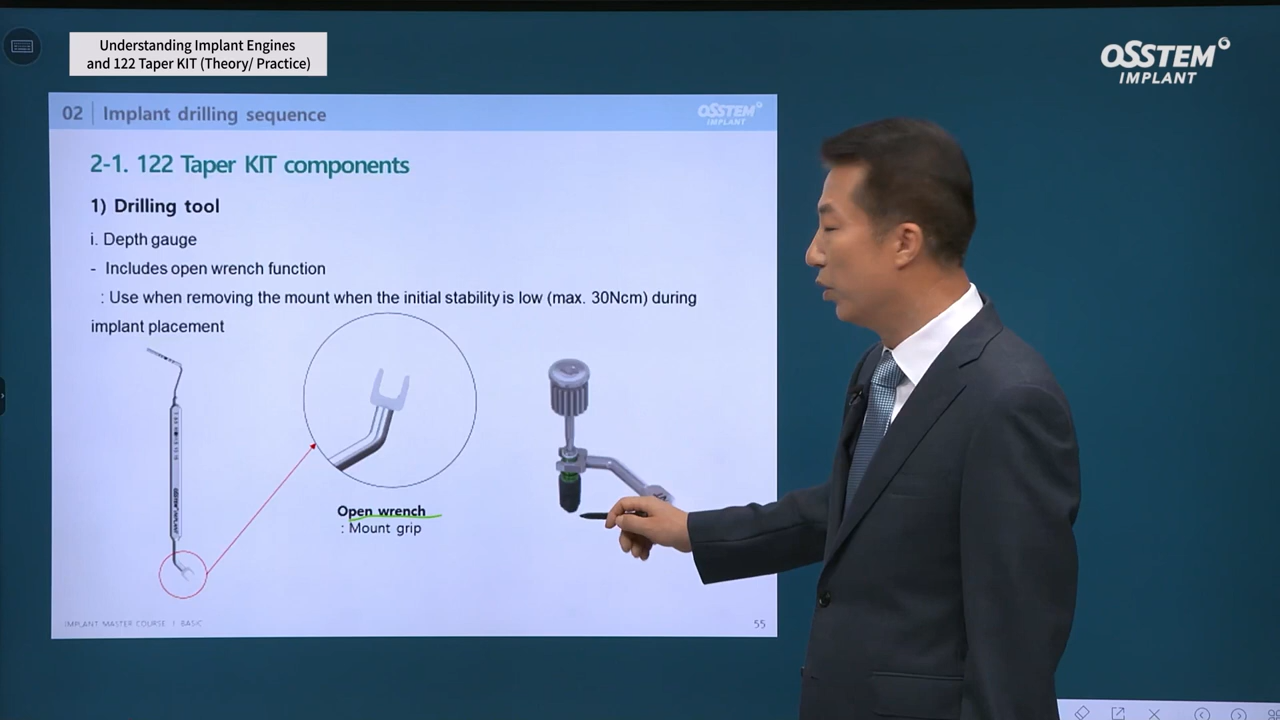 Understanding Implant Engines
and 122 Taper KIT (Theory/ Practice)
OSSTEM
IMPLANT
02 | Implant drilling sequence
OSSTEM
IMPLANT
2-1. 122 Taper KIT components
1) Drilling tool
i. Depth gauge
- Includes open wrench function
: Use when removing the mount when the initial stability is low (max. 30Ncm) during
implant placement
OSSTEM IMPLANT
Open wrench
: Mount grip
IMPLANT MASTER COURSE I BASIC
55